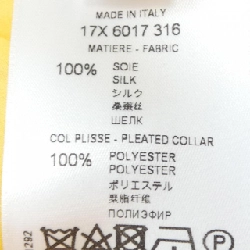 MADE IN ITALY
17X 6017 316
MATIERE - FABRIC
100% SOIE
SILK
シルク
桑蚕丝
ШЕЛК
COL PLISSE - PLEATED COLLAR
100% POLYESTER
POLYESTER
ポリエステル
聚酯纤维
ПОЛИЭФИР